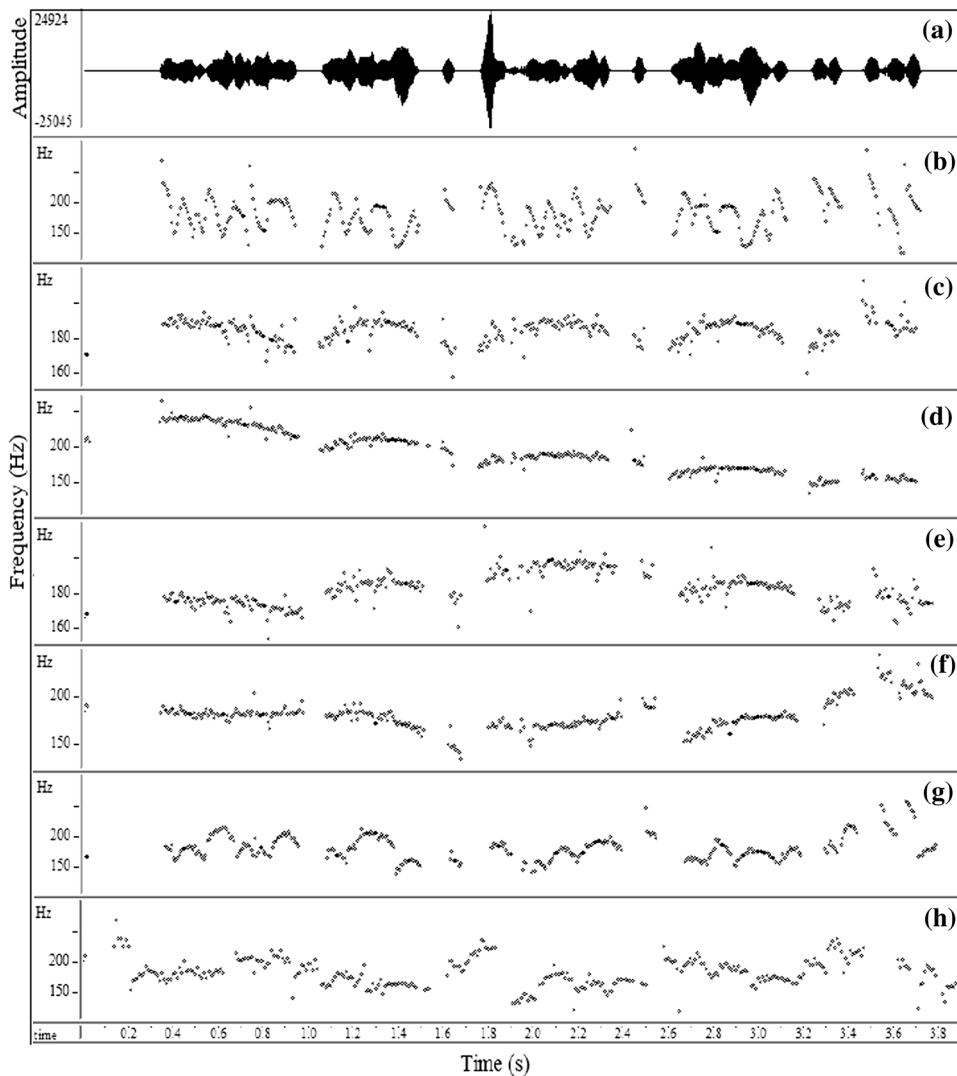 24924
(a)
Amplitude
-25045
Hz
(b)
200
150
Hz
(c)
180
160
Hz
(d)
200
150
Frequency (Hz)
Hz
(e)
180
160
Hz
(f)
200
150
Hz
(g)
200
150
Hz
(h)
200
150
time 0.2 0.4 0.6 0.8 1.0 1.2 1.4 1.6 1.8 2.0 2.2 2.4 2.6 2.8 3.0 3.2 3.4 3.6 3.8
Time (s)